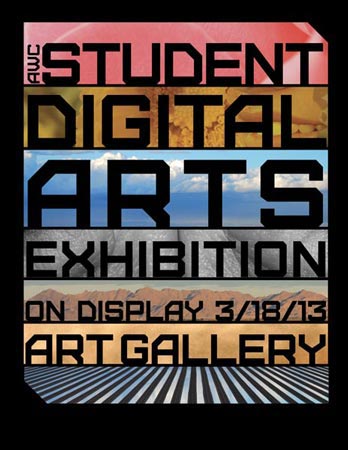 AWC STUDENT
DIGITAL
ARTS
EXHIBITION
ON DISPLAY 3/18/13
ART GALLERY